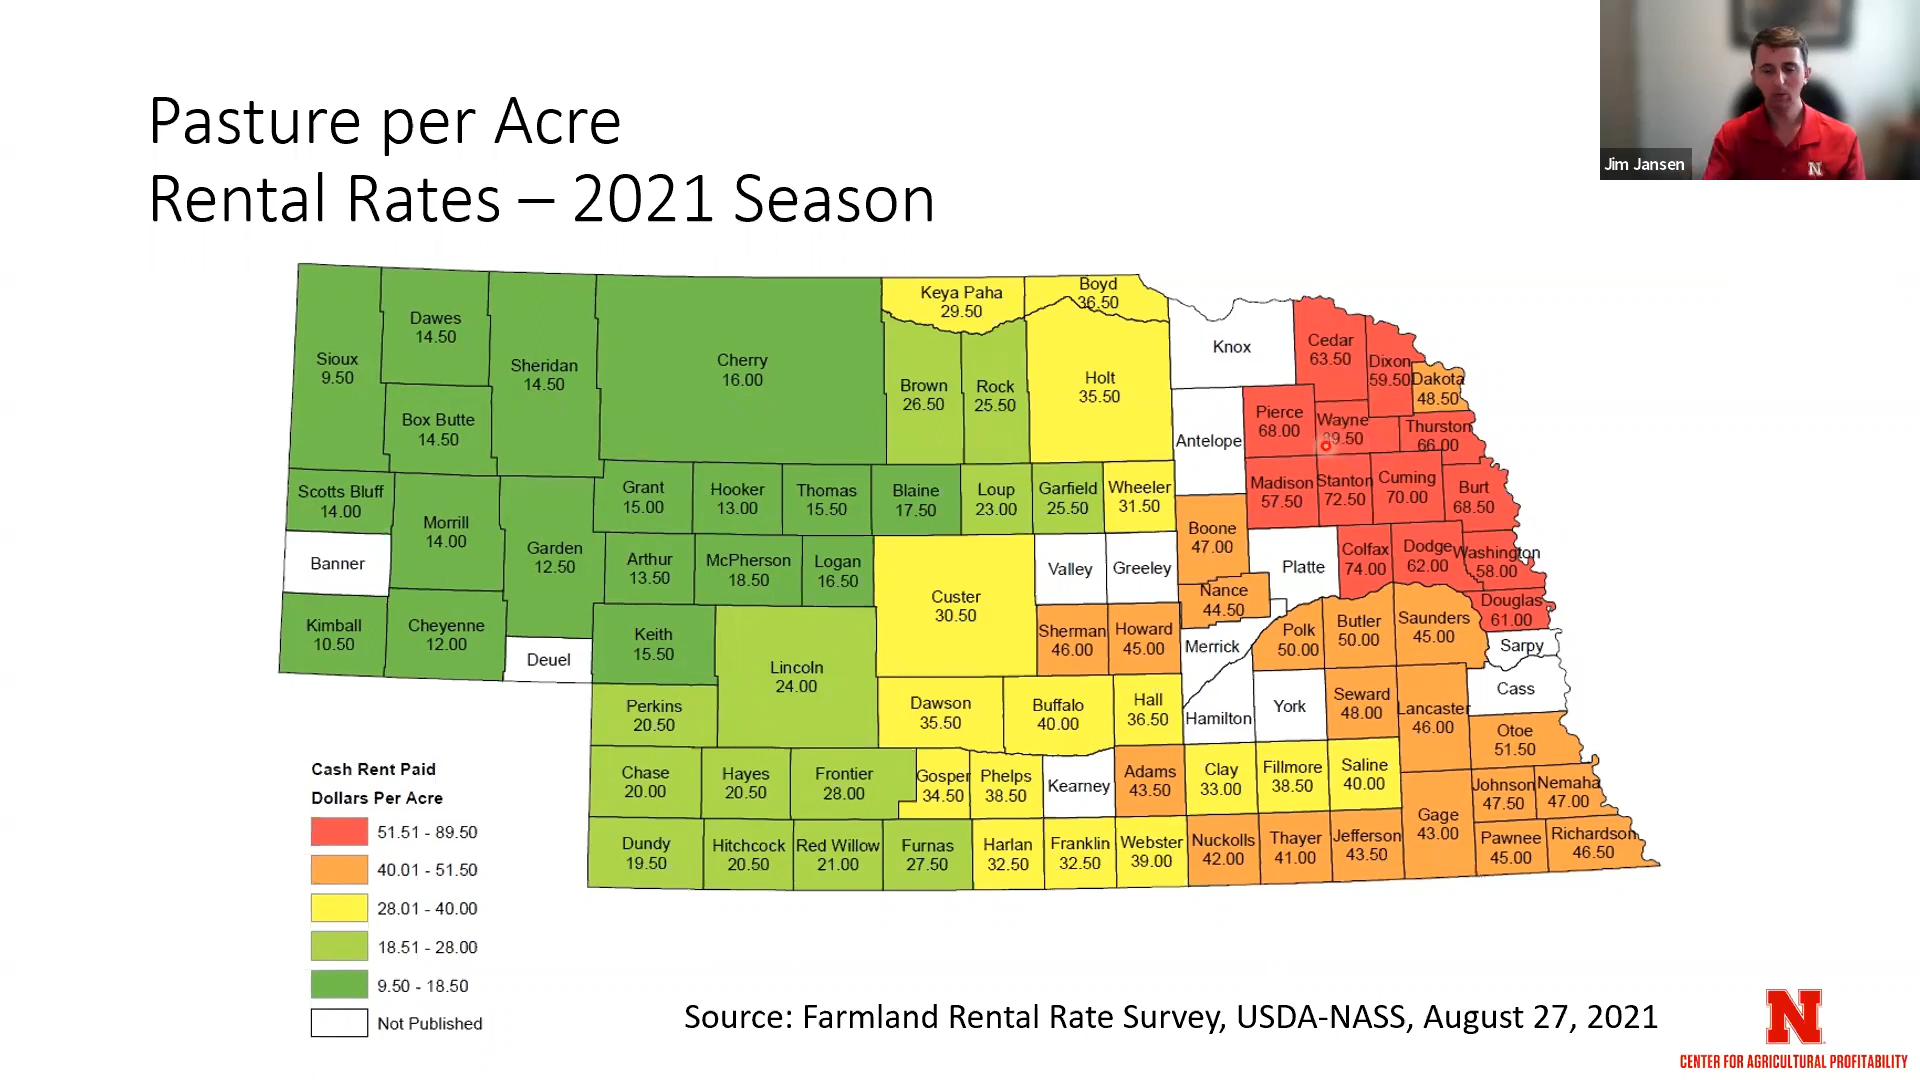 Pasture per Acre
Rental Rates – 2021 Season
Jim Jansen
N
Sioux
9.50
Dawes
14.50
Box Butte
14.50
Sheridan
14.50
Cherry
16.00
Keya Paha
29.50
Boyd
36.50
Brown
26.50
Rock
25.50
Holt
35.50
Knox
Antelope
Cedar
63.50
Dixon
59.50
Dakota
48.50
Pierce
68.00
Wayne
Thurston
66.00
Scotts Bluff
14.00
Banner
Kimball
10.50
Morrill
14.00
Cheyenne
12.00
Garden
12.50
Deuel
Grant
15.00
Hooker
13.00
Thomas
15.50
Blaine
17.50
Loup
23.00
Garfield
25.50
Wheeler
31.50
Madison
57.50
Stanton
72.50
Cuming
70.00
Burt
68.50
Arthur
13.50
McPherson
18.50
Logan
16.50
Custer
30.50
Valley
Greeley
Boone
47.00
Nance
44.50
Platte
Colfax
74.00
Dodge
62.00
Washington
58.00
Douglas
61.00
Keith
15.50
Lincoln
24.00
Sherman
46.00
Howard
45.00
Merrick
Polk
50.00
Butler
50.00
Saunders
45.00
Sarpy
Perkins
20.50
Dawson
35.50
Buffalo
40.00
Hall
36.50
Hamilton
York
Seward
48.00
Lancaster
46.00
Cass
Otoe
51.50
Chase
20.00
Hayes
20.50
Frontier
28.00
Gosper
34.50
Phelps
38.50
Kearney
Adams
43.50
Clay
33.00
Fillmore
38.50
Saline
40.00
Gage
43.00
Johnson
47.50
Nemaha
47.00
Dundy
19.50
Hitchcock
20.50
Red Willow
21.00
Furnas
27.50
Harlan
32.50
Franklin
32.50
Webster
39.00
Nuckolls
42.00
Thayer
41.00
Jefferson
43.50
Pawnee
45.00
Richardson
46.50
Cash Rent Paid
Dollars Per Acre
51.51 - 89.50
40.01 - 51.50
28.01 - 40.00
18.51 - 28.00
9.50 - 18.50
Not Published
Source: Farmland Rental Rate Survey, USDA-NASS, August 27, 2021
N
CENTER FOR AGRICULTURAL PROFITABILITY